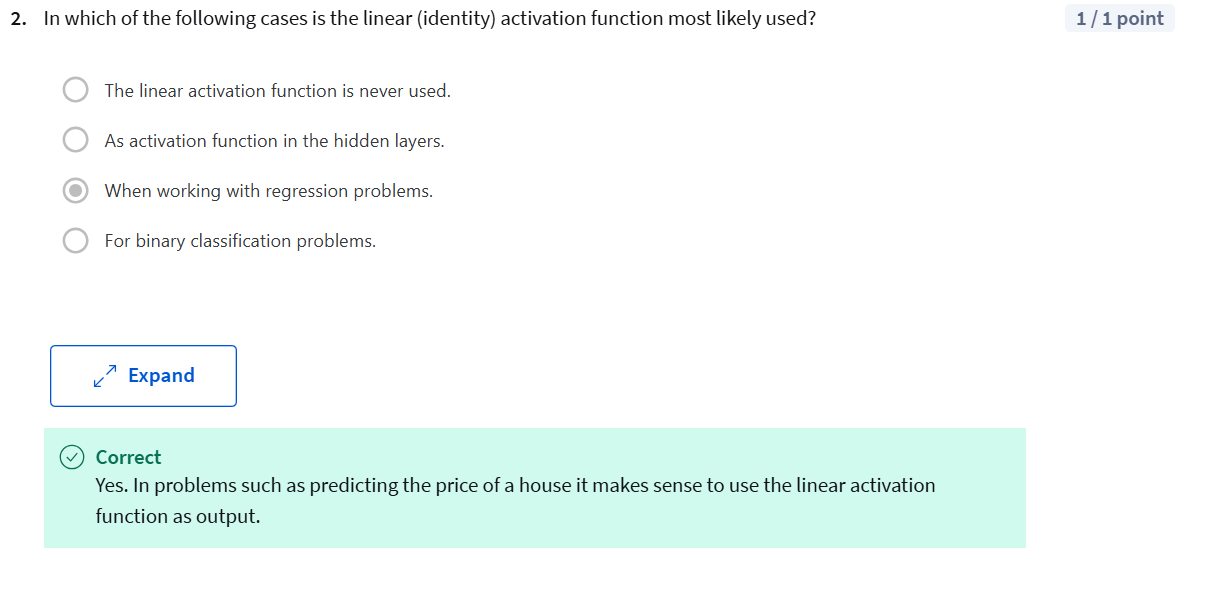 2. In which of the following cases is the linear (identity) activation function most likely used?
1 / 1 point
The linear activation function is never used.
As activation function in the hidden layers.
When working with regression problems.
For binary classification problems.
Expand
Correct
Yes. In problems such as predicting the price of a house it makes sense to use the linear activation
function as output.